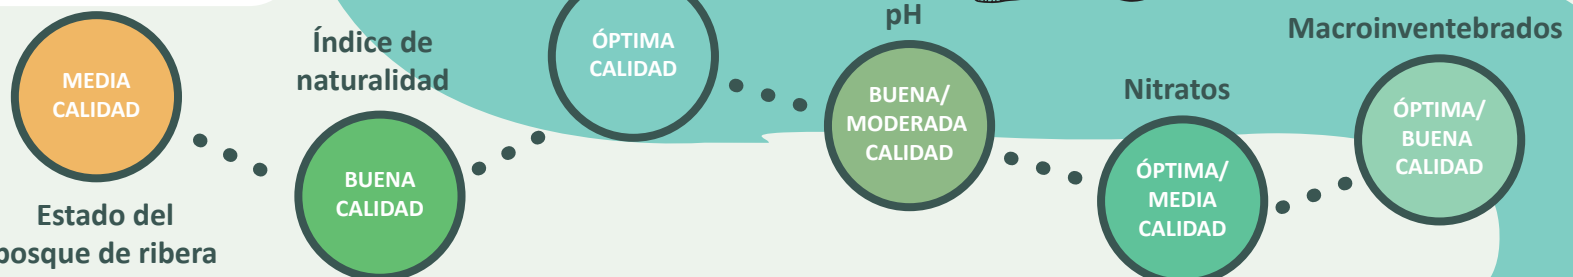 MEDIA
CALIDAD
Estado del
bosque de ribera
Índice de
naturalidad
BUENA
CALIDAD
ÓPTIMA
CALIDAD
pH
BUENA/
MODERADA
CALIDAD
Nitratos
ÓPTIMA/
MEDIA
CALIDAD
Macroinventebrados
ÓPTIMA/
BUENA
CALIDAD